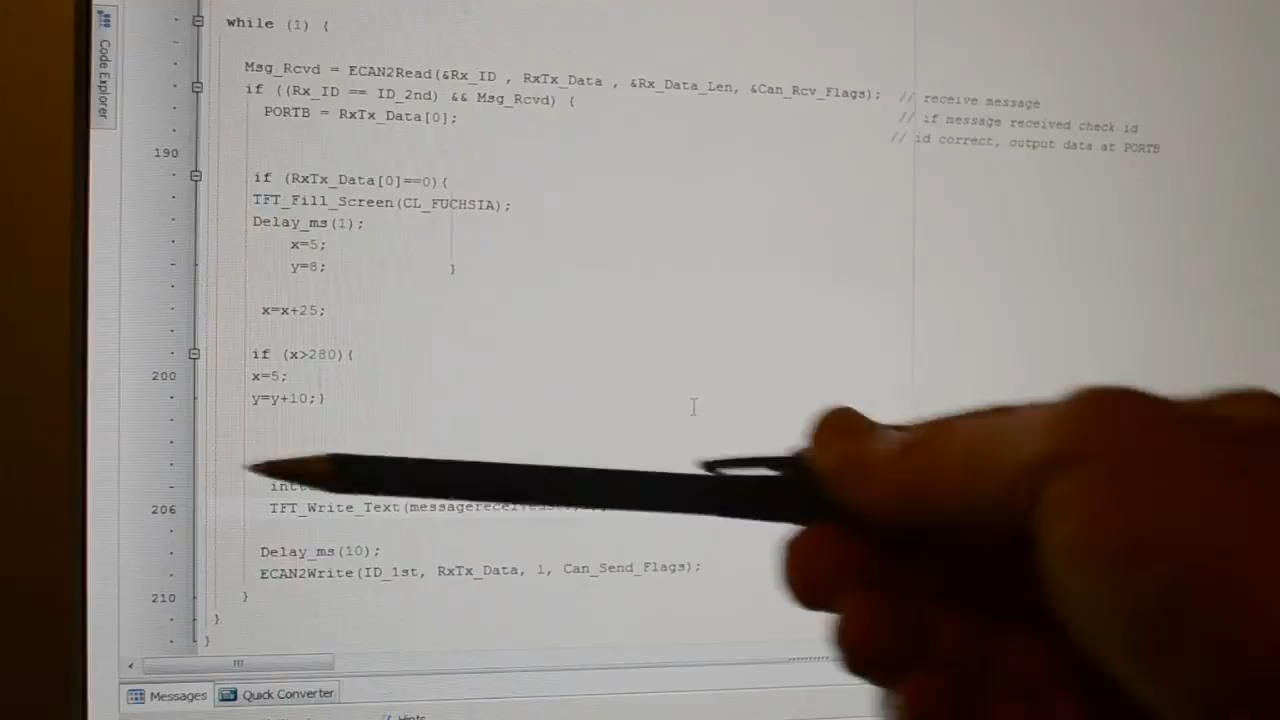 Code Explorer
while (1) {
Msg_Rcvd = ECAN2Read(&Rx_ID , RxTx_Data , &Rx_Data_Len, &Can_Rcv_Flags); // receive message
if ((Rx_ID == ID_2nd) && Msg_Rcvd) { // if message received check id
PORTB = RxTx_Data[0]; // id correct, output data at PORTB
190
if (RxTx_Data[0]==0){
TFT_Fill_Screen(CL_FUCHSIA);
Delay_ms(1);
x=5;
y=8; }
x=x+25;
if (x>280){
200 x=5;
y=y+10;}
206 TFT_Write_Text(
Delay_ms(10);
ECAN2Write(ID_1st, RxTx_Data, 1, Can_Send_Flags);
210 }
}
}
Messages Quick Converter